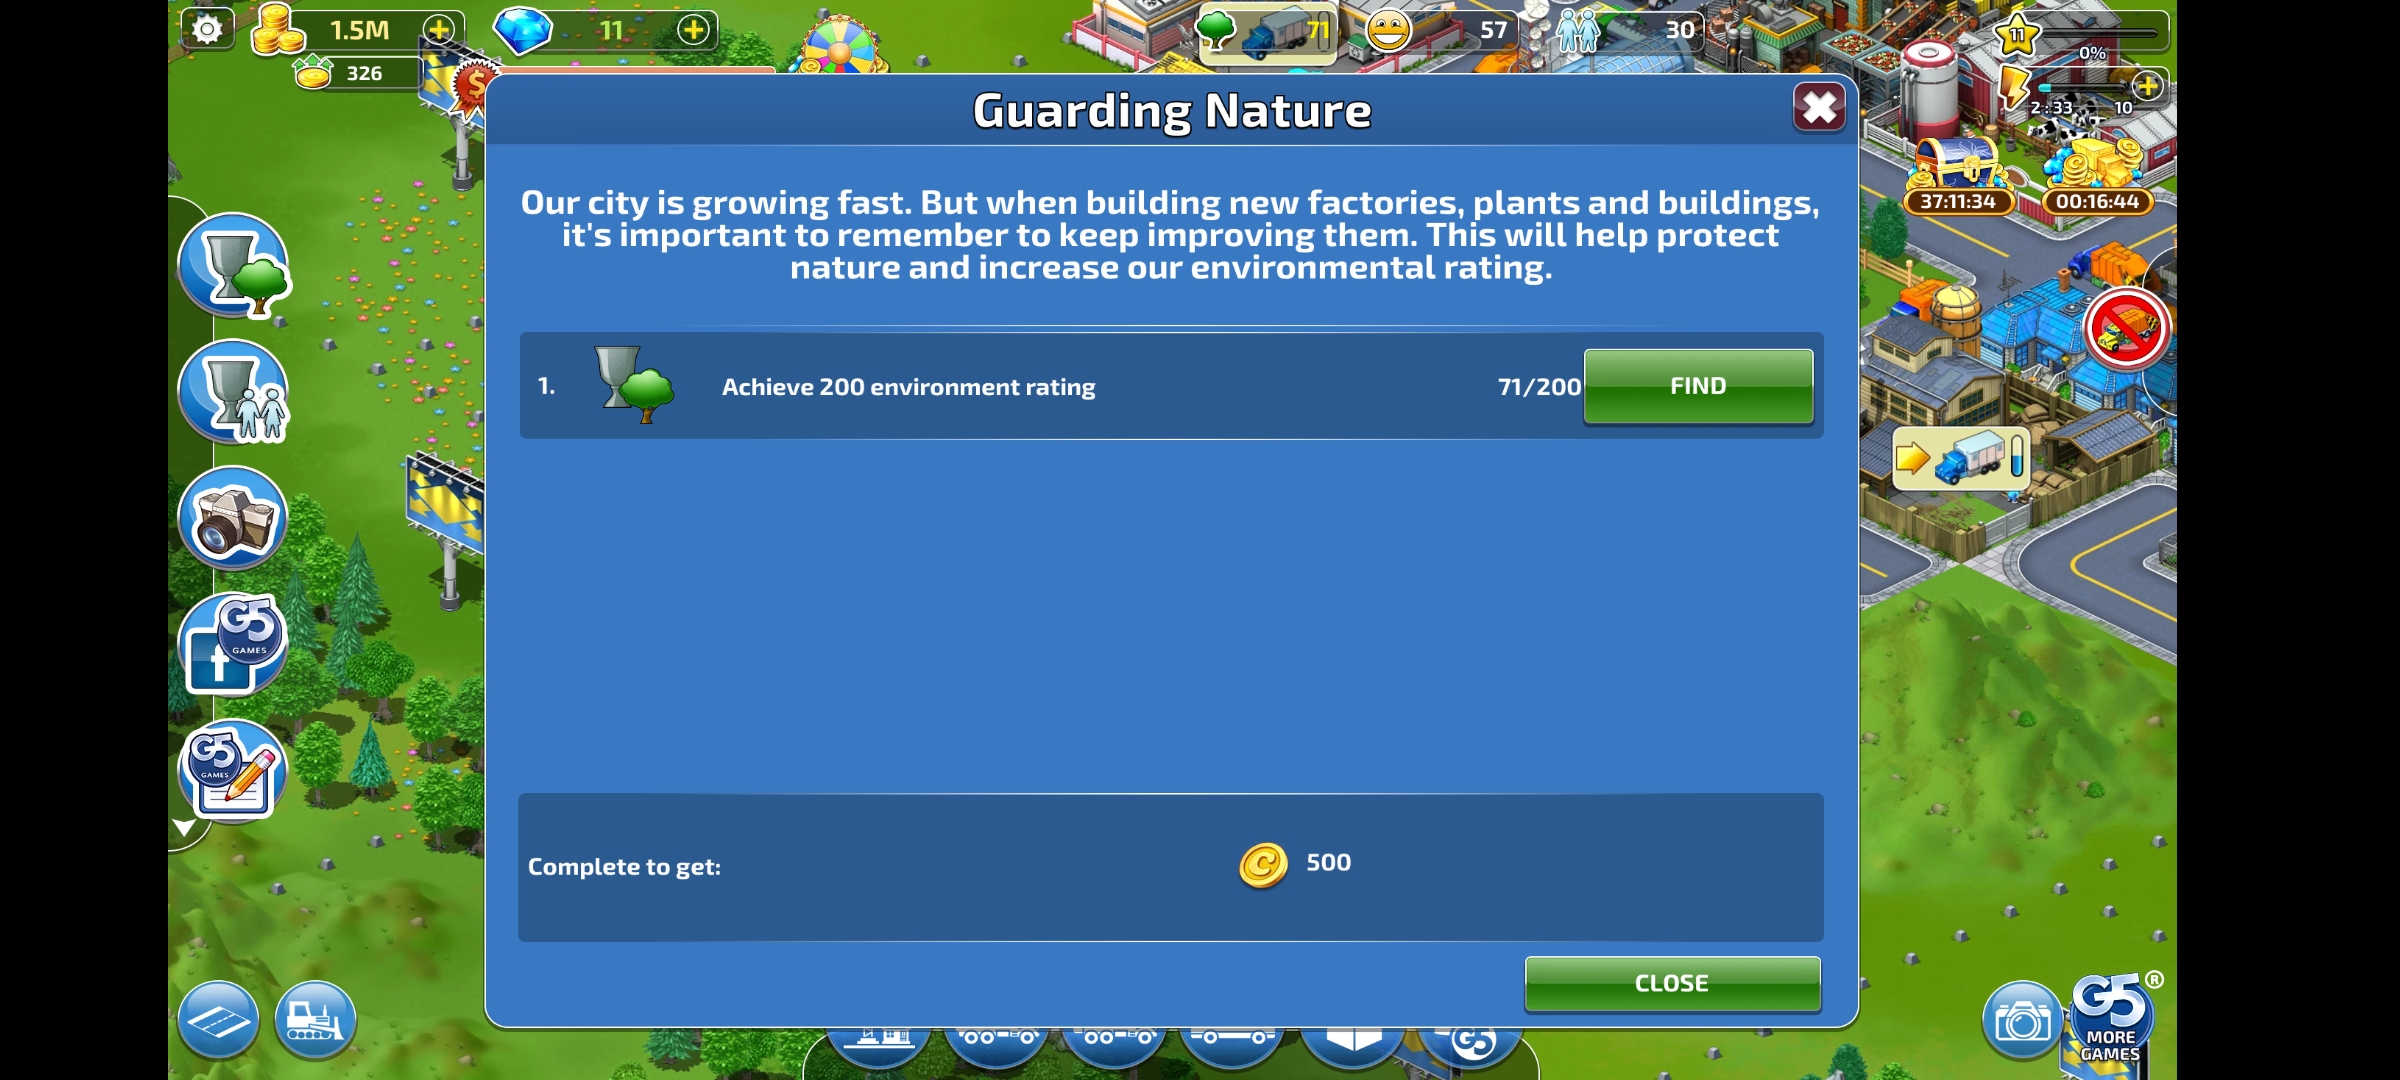 1.5M
11
71
57
30
11
0%
326
2:33
10
Guarding Nature
Our city is growing fast. But when building new factories, plants and buildings,
it's important to remember to keep improving them. This will help protect
nature and increase our environmental rating.
37:11:34
00:16:44
1.
Achieve 200 environment rating
71/200
FIND
G5
GAMES
f
G5
GAMES
Complete to get:
500
CLOSE
G5
G5®
MORE
GAMES